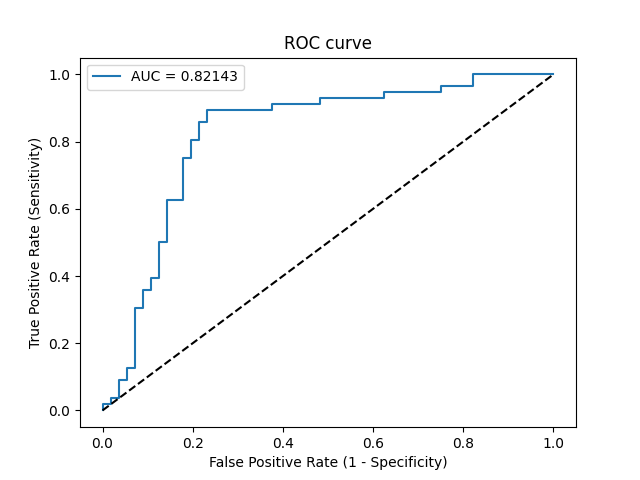 ROC curve
AUC = 0.82143
1.0
0.8
0.6
0.4
0.2
0.0
True Positive Rate (Sensitivity)
0.0 0.2 0.4 0.6 0.8 1.0
False Positive Rate (1 - Specificity)